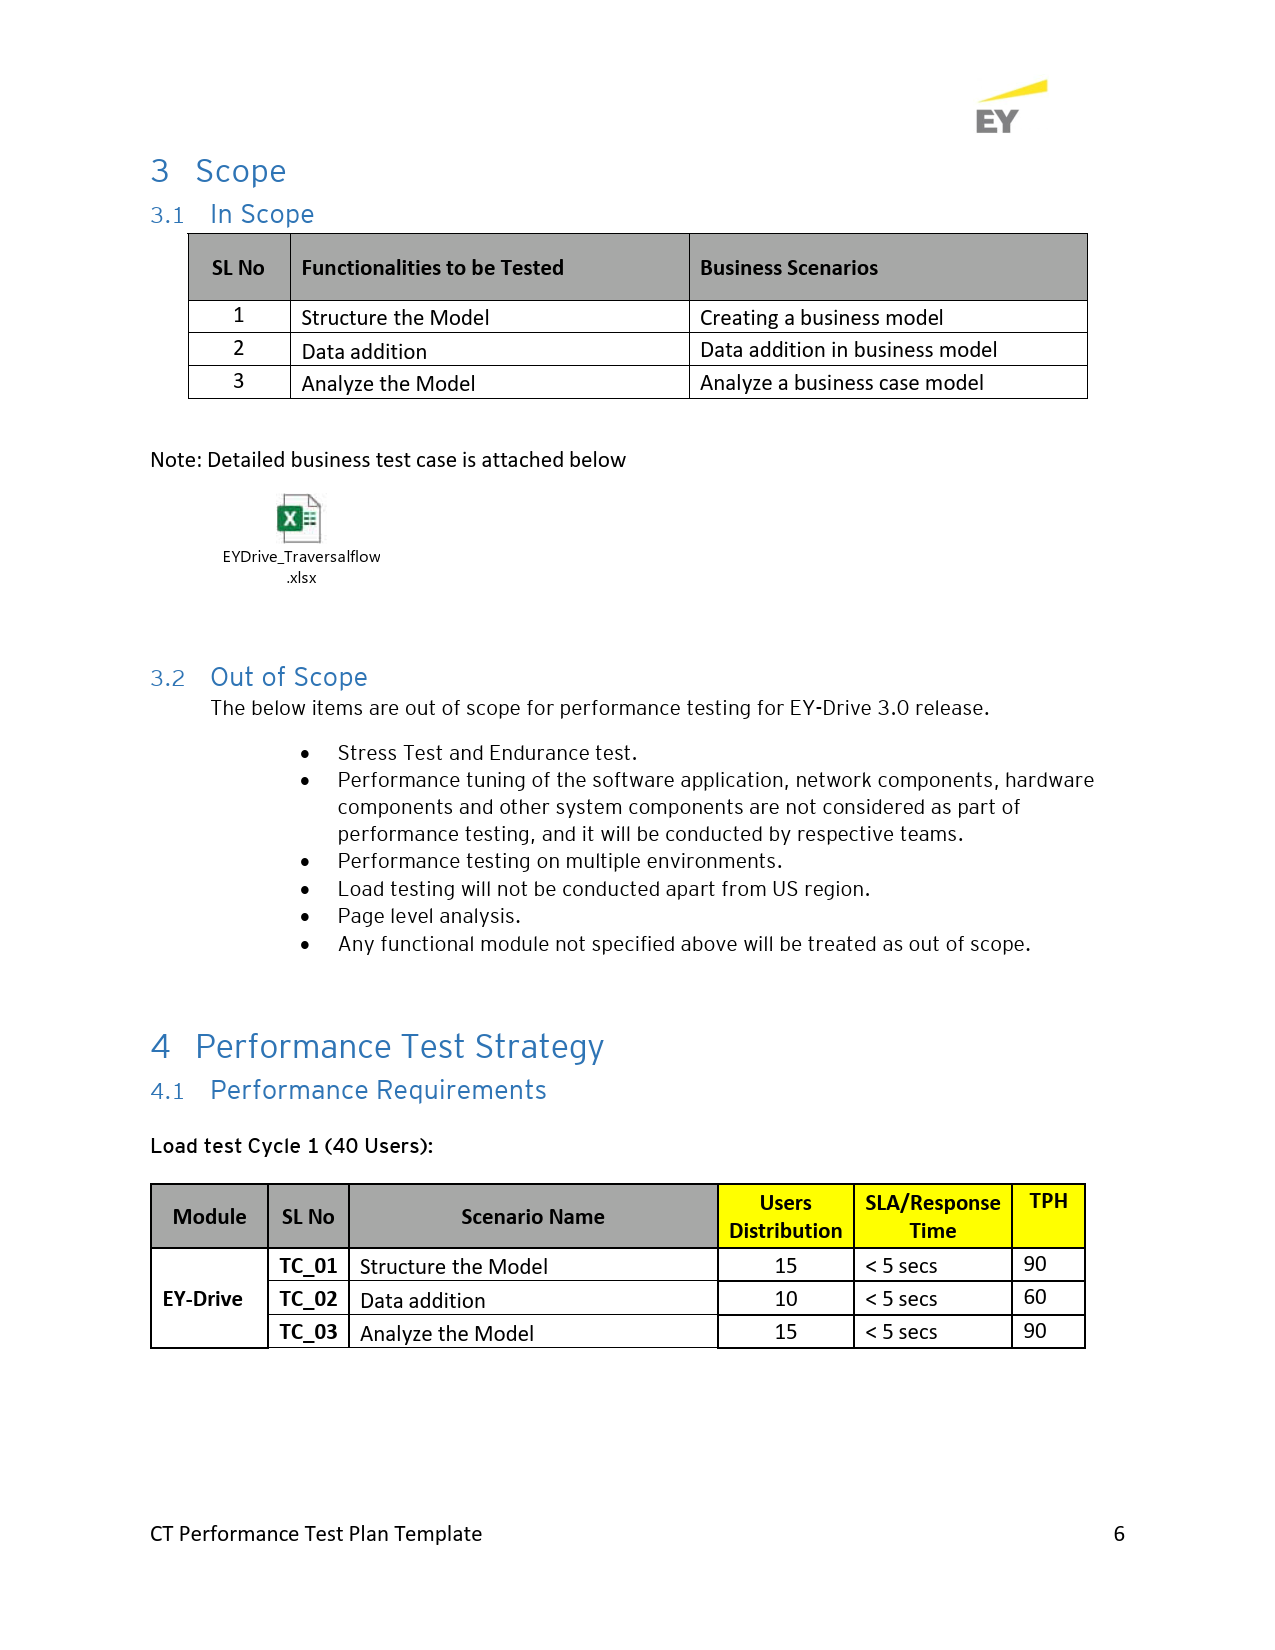 EY
3 Scope
3.1 In Scope
SL No Functionalities to be Tested Business Scenarios
1 Structure the Model Creating a business model
2 Data addition Data addition in business model
3 Analyze the Model Analyze a business case model
Note: Detailed business test case is attached below
EYDrive_Traversalflow
.xlsx
3.2 Out of Scope
The below items are out of scope for performance testing for EY-Drive 3.0 release.
• Stress Test and Endurance test.
• Performance tuning of the software application, network components, hardware
components and other system components are not considered as part of
performance testing, and it will be conducted by respective teams.
• Performance testing on multiple environments.
• Load testing will not be conducted apart from US region.
• Page level analysis.
• Any functional module not specified above will be treated as out of scope.
4 Performance Test Strategy
4.1 Performance Requirements
Load test Cycle 1 (40 Users):
Module SL No Scenario Name Users Distribution SLA/Response Time TPH
EY-Drive TC_01 Structure the Model 15 < 5 secs 90
TC_02 Data addition 10 < 5 secs 60
TC_03 Analyze the Model 15 < 5 secs 90
CT Performance Test Plan Template 6